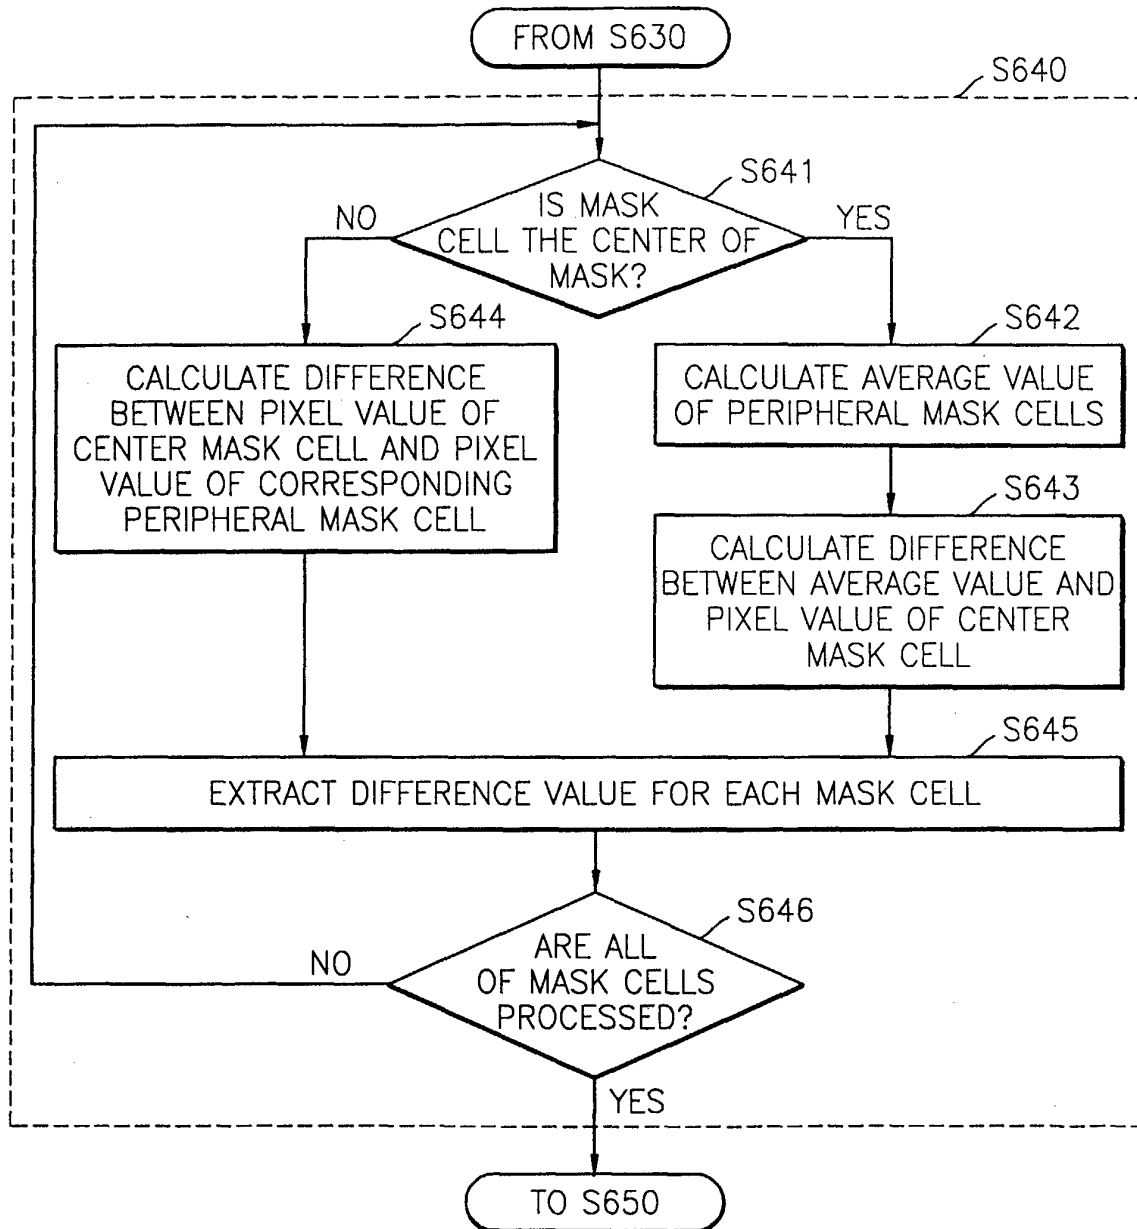 FROM S630
S640
S641
IS MASK
CELL THE CENTER OF
MASK?
NO
YES
S644
CALCULATE DIFFERENCE
BETWEEN PIXEL VALUE OF
CENTER MASK CELL AND PIXEL
VALUE OF CORRESPONDING
PERIPHERAL MASK CELL
S642
CALCULATE AVERAGE VALUE
OF PERIPHERAL MASK CELLS
S643
CALCULATE DIFFERENCE
BETWEEN AVERAGE VALUE AND
PIXEL VALUE OF CENTER
MASK CELL
S645
EXTRACT DIFFERENCE VALUE FOR EACH MASK CELL
S646
ARE ALL
OF MASK CELLS
PROCESSED?
NO
YES
TO S650